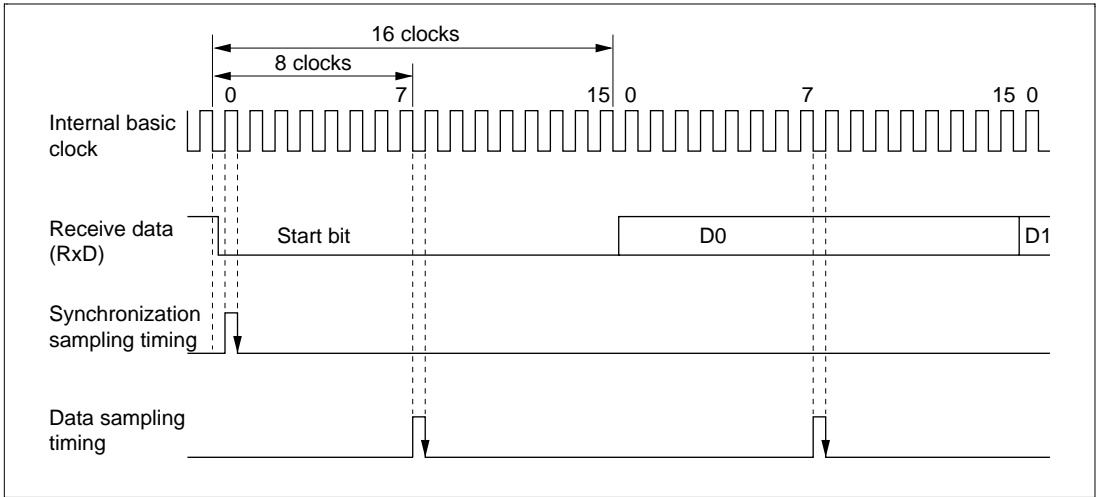 16 clocks
8 clocks
0 7 15 0 7 15 0
Internal basic
clock
Receive data
(RxD)
Start bit D0 D1
Synchronization
sampling timing
Data sampling
timing